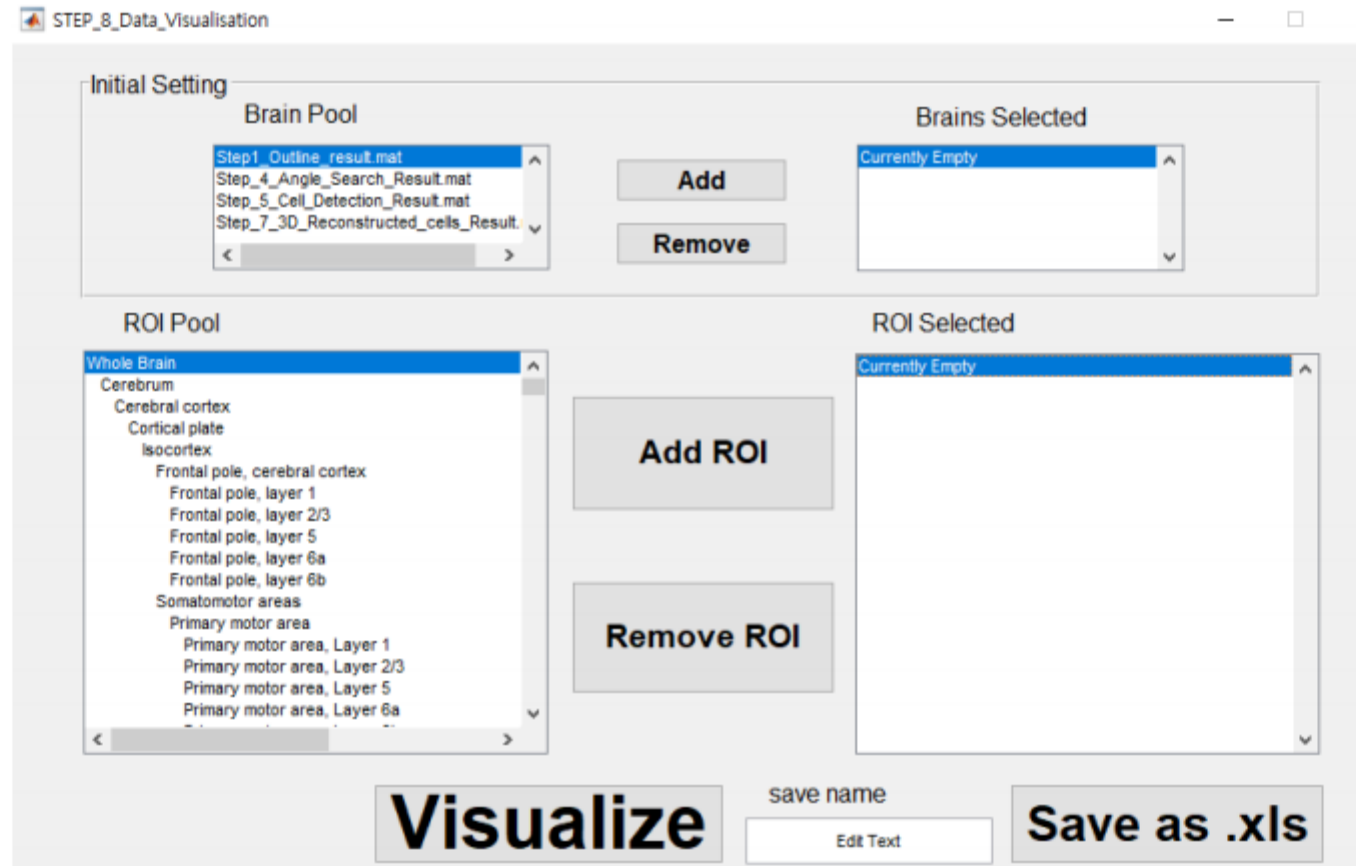 STEP_8_Data_Visualisation
Initial Setting
Brain Pool
Brains Selected
Step1_Outline_result.mat
Step_4_Angle_Search_Result.mat
Step_5_Cell_Detection_Result.mat
Step_7_3D_Reconstructed_cells_Result.
Add
Remove
Currently Empty
ROI Pool
ROI Selected
Whole Brain
Cerebrum
Cerebral cortex
Cortical plate
Isocortex
Frontal pole, cerebral cortex
Frontal pole, layer 1
Frontal pole, layer 2/3
Frontal pole, layer 5
Frontal pole, layer 6a
Frontal pole, layer 6b
Somatomotor areas
Primary motor area
Primary motor area, Layer 1
Primary motor area, Layer 2/3
Primary motor area, Layer 5
Primary motor area, Layer 6a
Add ROI
Remove ROI
Currently Empty
Visualize
save name
Edit Text
Save as .xls